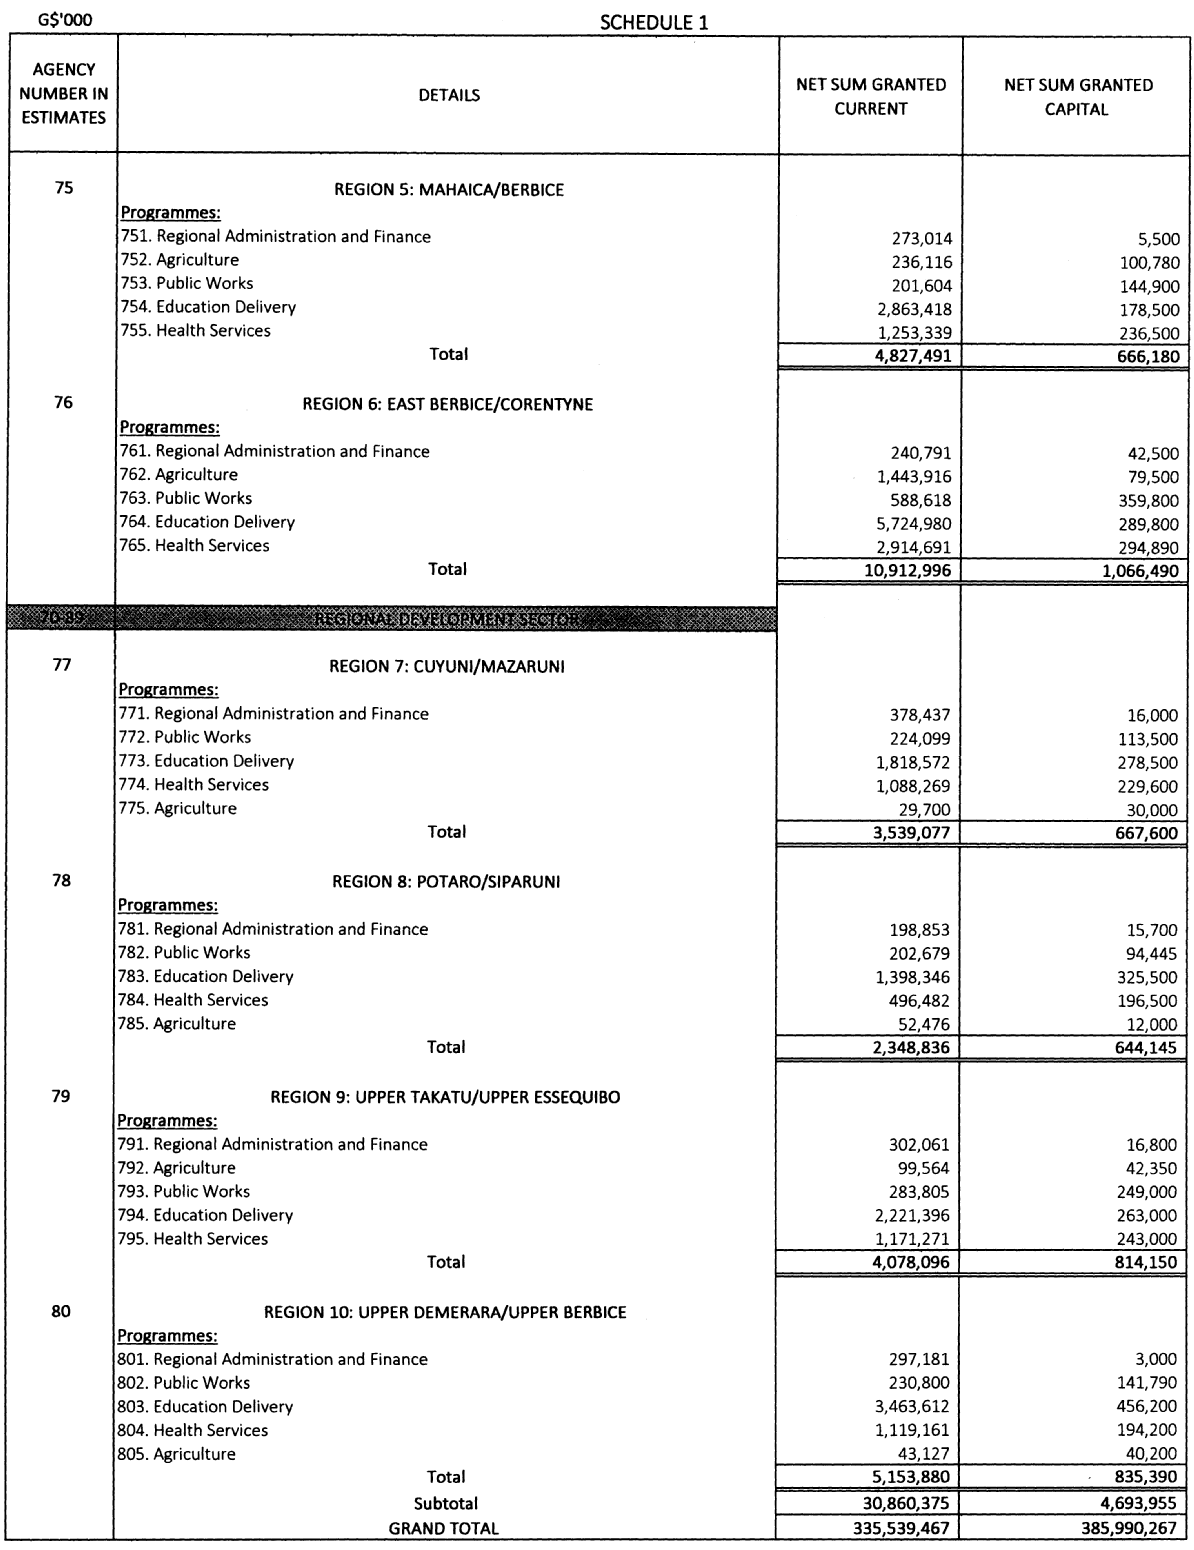 G$'000 SCHEDULE 1
AGENCY NUMBER IN ESTIMATES DETAILS NET SUM GRANTED CURRENT NET SUM GRANTED CAPITAL
75 REGION 5: MAHAICA/BERBICE
Programmes:
751. Regional Administration and Finance 273,014 5,500
752. Agriculture 236,116 100,780
753. Public Works 201,604 144,900
754. Education Delivery 2,863,418 178,500
755. Health Services 1,253,339 236,500
Total 4,827,491 666,180
76 REGION 6: EAST BERBICE/CORENTYNE
Programmes:
761. Regional Administration and Finance 240,791 42,500
762. Agriculture 1,443,916 79,500
763. Public Works 588,618 359,800
764. Education Delivery 5,724,980 289,800
765. Health Services 2,914,691 294,890
Total 10,912,996 1,066,490
70-89 REGIONAL DEVELOPMENT SECTOR
77 REGION 7: CUYUNI/MAZARUNI
Programmes:
771. Regional Administration and Finance 378,437 16,000
772. Public Works 224,099 113,500
773. Education Delivery 1,818,572 278,500
774. Health Services 1,088,269 229,600
775. Agriculture 29,700 30,000
Total 3,539,077 667,600
78 REGION 8: POTARO/SIPARUNI
Programmes:
781. Regional Administration and Finance 198,853 15,700
782. Public Works 202,679 94,445
783. Education Delivery 1,398,346 325,500
784. Health Services 496,482 196,500
785. Agriculture 52,476 12,000
Total 2,348,836 644,145
79 REGION 9: UPPER TAKATU/UPPER ESSEQUIBO
Programmes:
791. Regional Administration and Finance 302,061 16,800
792. Agriculture 99,564 42,350
793. Public Works 283,805 249,000
794. Education Delivery 2,221,396 263,000
795. Health Services 1,171,271 243,000
Total 4,078,096 814,150
80 REGION 10: UPPER DEMERARA/UPPER BERBICE
Programmes:
801. Regional Administration and Finance 297,181 3,000
802. Public Works 230,800 141,790
803. Education Delivery 3,463,612 456,200
804. Health Services 1,119,161 194,200
805. Agriculture 43,127 40,200
Total 5,153,880 835,390
Subtotal 30,860,375 4,693,955
GRAND TOTAL 335,539,467 385,990,267